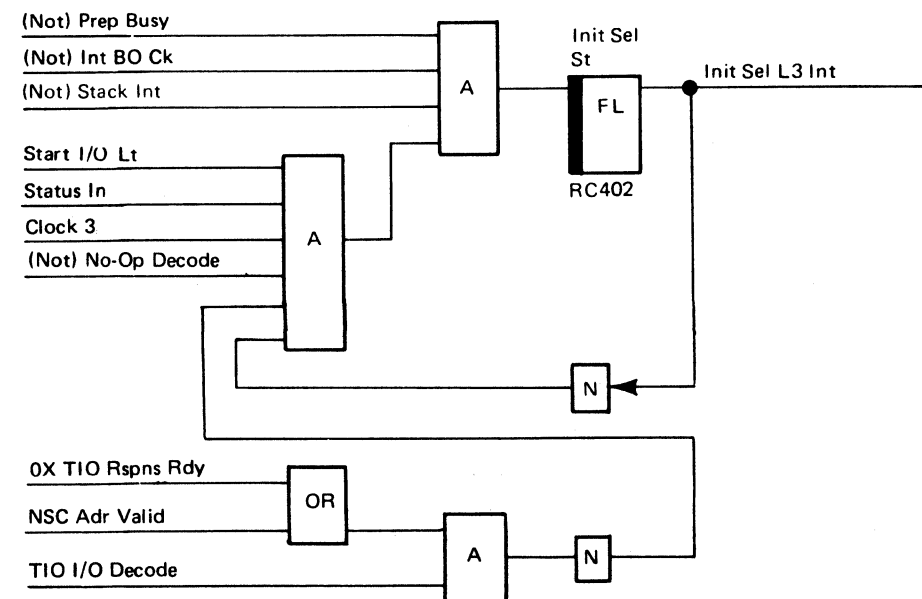 (Not) Prep Busy
(Not) Int BO Ck
(Not) Stack Int
A
Init Sel
St
FL
RC402
Init Sel L3 Int
Start I/O Lt
Status In
Clock 3
(Not) No-Op Decode
A
N
0X TIO Rspns Rdy
NSC Adr Valid
OR
TIO I/O Decode
A
N